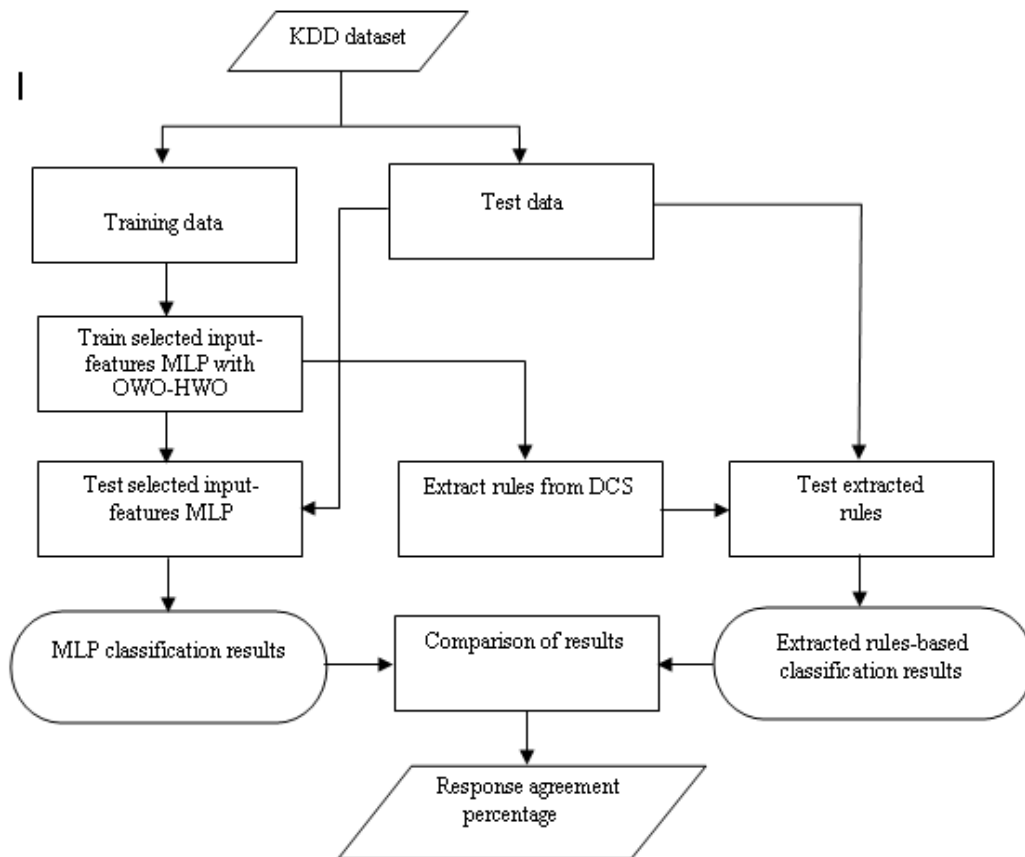 KDD dataset
Training data
Test data
Train selected input-
features MLP with
OWO-HWO
Test selected input-
features MLP
Extract rules from DCS
Test extracted
rules
MLP classification results
Comparison of results
Extracted rules-based
classification results
Response agreement
percentage